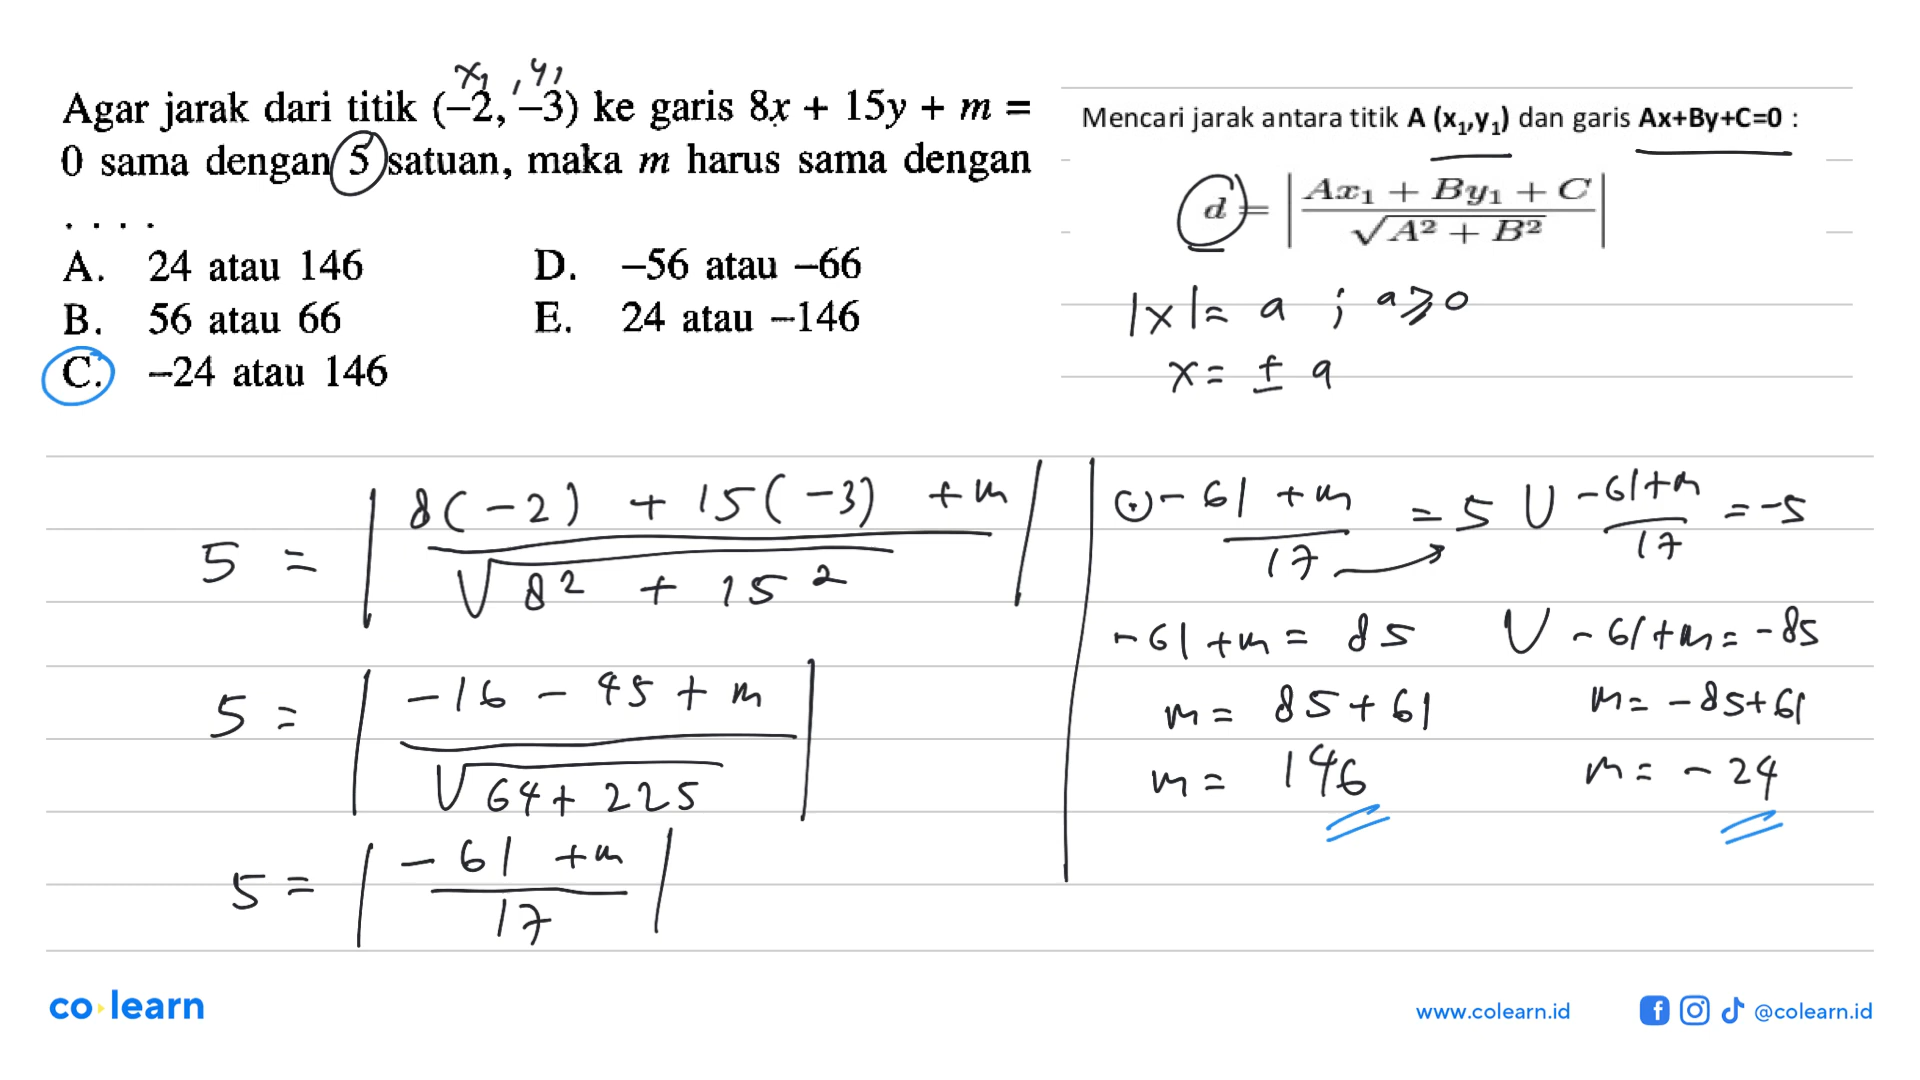 x₁ , y₁
Agar jarak dari titik (–2, –3) ke garis 8x + 15y + m =
0 sama dengan 5 satuan, maka m harus sama dengan
. . . .
A. 24 atau 146
B. 56 atau 66
C. –24 atau 146
D. –56 atau –66
E. 24 atau –146
Mencari jarak antara titik A (x₁,y₁) dan garis Ax+By+C=0 :
d = |(Ax₁ + By₁ + C)/√(A² + B²)|
|x| = a ; a ≥ 0
x = ± a
5 = |(8(-2) + 15(-3) + m)/√(8² + 15²)|
5 = |(-16 - 45 + m)/√(64 + 225)|
5 = |(-61 + m)/17|
⊙ (-61 + m)/17 = 5 ∪ (-61+m)/17 = -5
-61 + m = 85 ∪ -61+m = -85
m = 85 + 61 m = -85+61
m = 146 m = -24
co learn
www.colearn.id
@colearn.id